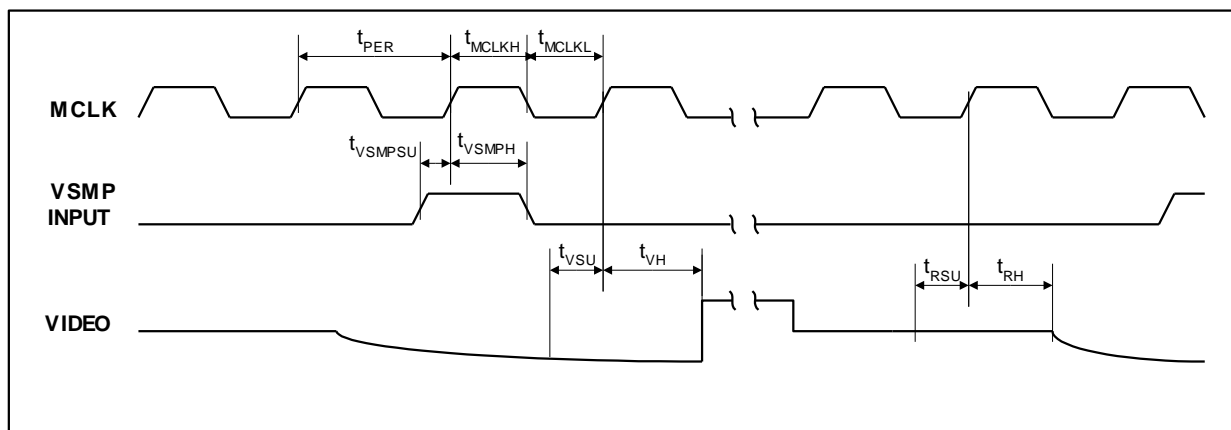 tPER tMCLKH tMCLKL
MCLK
tVSMPSU tVSMPH
VSMP
INPUT
tVSU tVH tRSU tRH
VIDEO